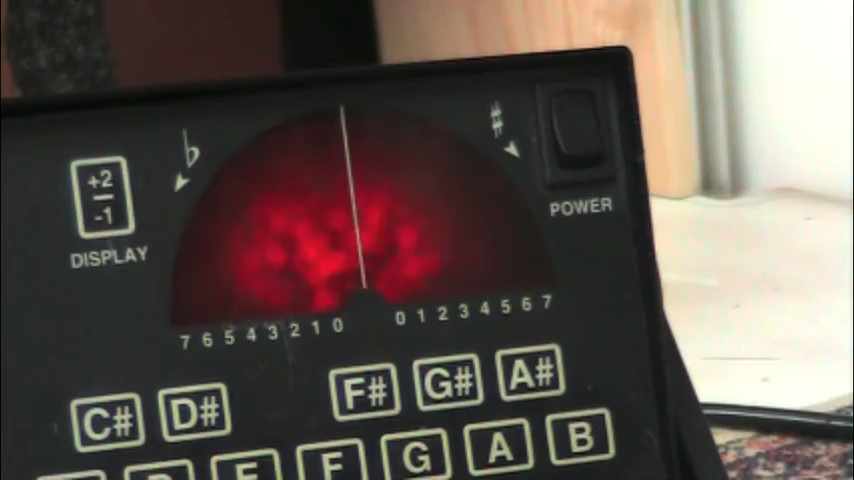 ♭ ♯
+2
-1
DISPLAY
POWER
7 6 5 4 3 2 1 0 0 1 2 3 4 5 6 7
C# D# F# G# A#
E F G A B